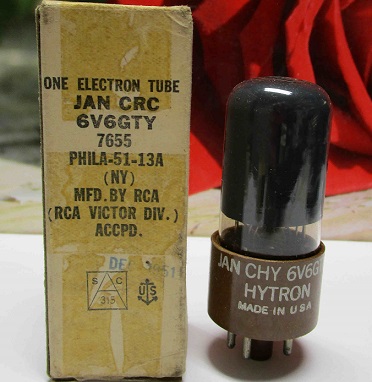 ONE ELECTRON TUBE
JAN CRC
6V6GTY
7655
PHILA-51-13A
(NY)
MFD.BY RCA
(RCA VICTOR DIV.)
ACCPD.
S C
315
U S
JAN CHY 6V6G
HYTRON
MADE IN USA